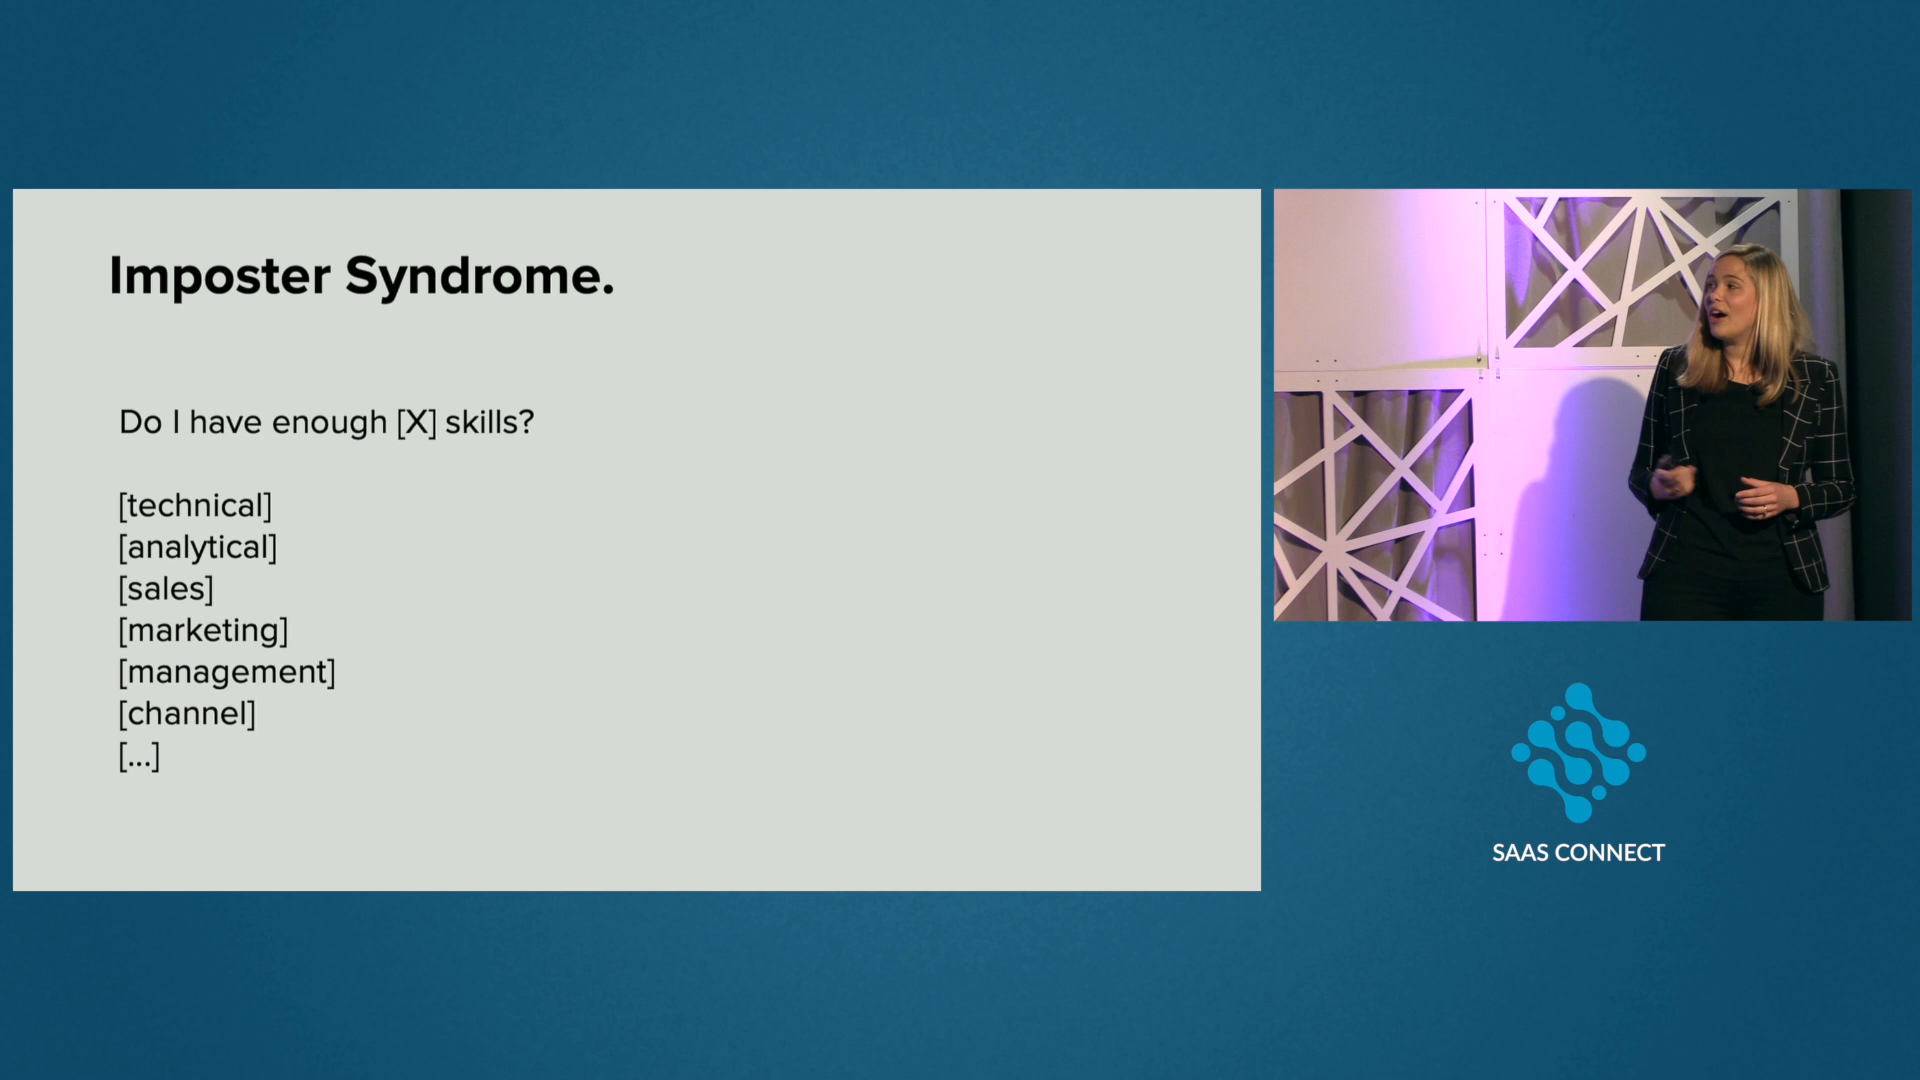 Imposter Syndrome.
Do I have enough [X] skills?
[technical]
[analytical]
[sales]
[marketing]
[management]
[channel]
[...]
SAAS CONNECT